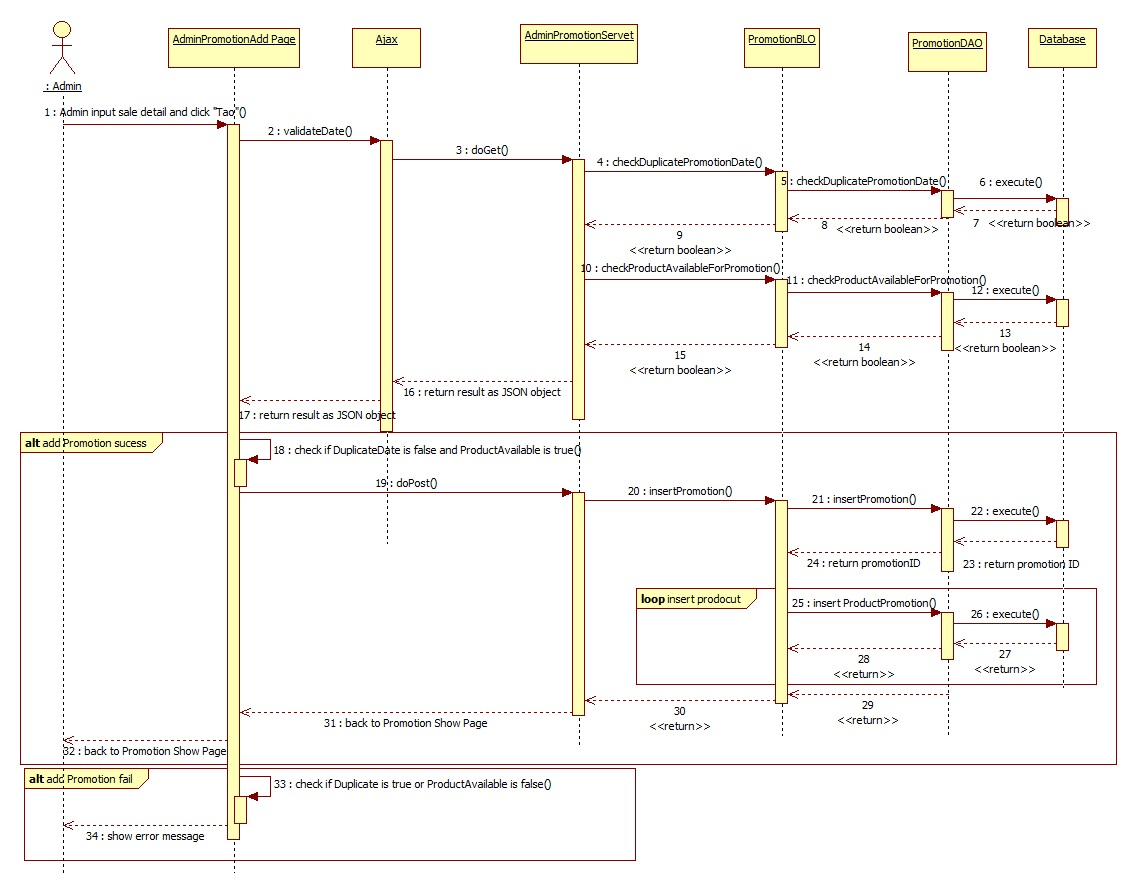 AdminPromotionAdd Page
Ajax
AdminPromotionServet
PromotionBLO
PromotionDAO
Database
: Admin
1 : Admin input sale detail and click "Tao"()
2 : validateDate()
3 : doGet()
4 : checkDuplicatePromotionDate()
5 : checkDuplicatePromotionDate()
6 : execute()
7 <<return boolean>>
8 <<return boolean>>
9
<<return boolean>>
10 : checkProductAvailableForPromotion()
11 : checkProductAvailableForPromotion()
12 : execute()
13
<<return boolean>>
14
<<return boolean>>
15
<<return boolean>>
16 : return result as JSON object
17 : return result as JSON object
alt add Promotion sucess
18 : check if DuplicateDate is false and ProductAvailable is true()
19 : doPost()
20 : insertPromotion()
21 : insertPromotion()
22 : execute()
23 : return promotion ID
24 : return promotionID
loop insert prodocut
25 : insert ProductPromotion()
26 : execute()
27
<<return>>
28
<<return>>
29
<<return>>
30
<<return>>
31 : back to Promotion Show Page
32 : back to Promotion Show Page
alt add Promotion fail
33 : check if Duplicate is true or ProductAvailable is false()
34 : show error message